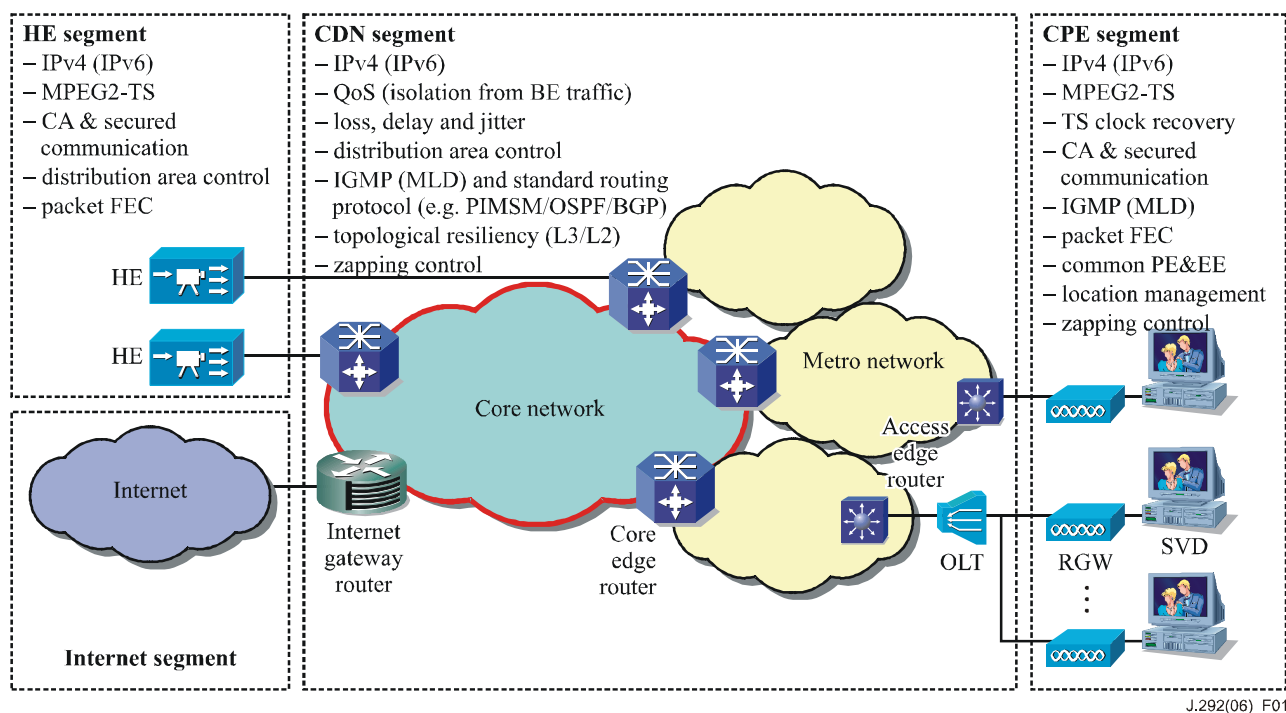 HE segment
– IPv4 (IPv6)
– MPEG2-TS
– CA & secured
communication
– distribution area control
– packet FEC
HE
HE
Internet
Internet segment
CDN segment
– IPv4 (IPv6)
– QoS (isolation from BE traffic)
– loss, delay and jitter
– distribution area control
– IGMP (MLD) and standard routing
protocol (e.g. PIMSM/OSPF/BGP)
– topological resiliency (L3/L2)
– zapping control
Core network
Metro network
Access
edge
router
Internet
gateway
router
Core
edge
router
OLT
CPE segment
– IPv4 (IPv6)
– MPEG2-TS
– TS clock recovery
– CA & secured
communication
– IGMP (MLD)
– packet FEC
– common PE&EE
– location management
– zapping control
RGW
SVD
J.292(06)_F01